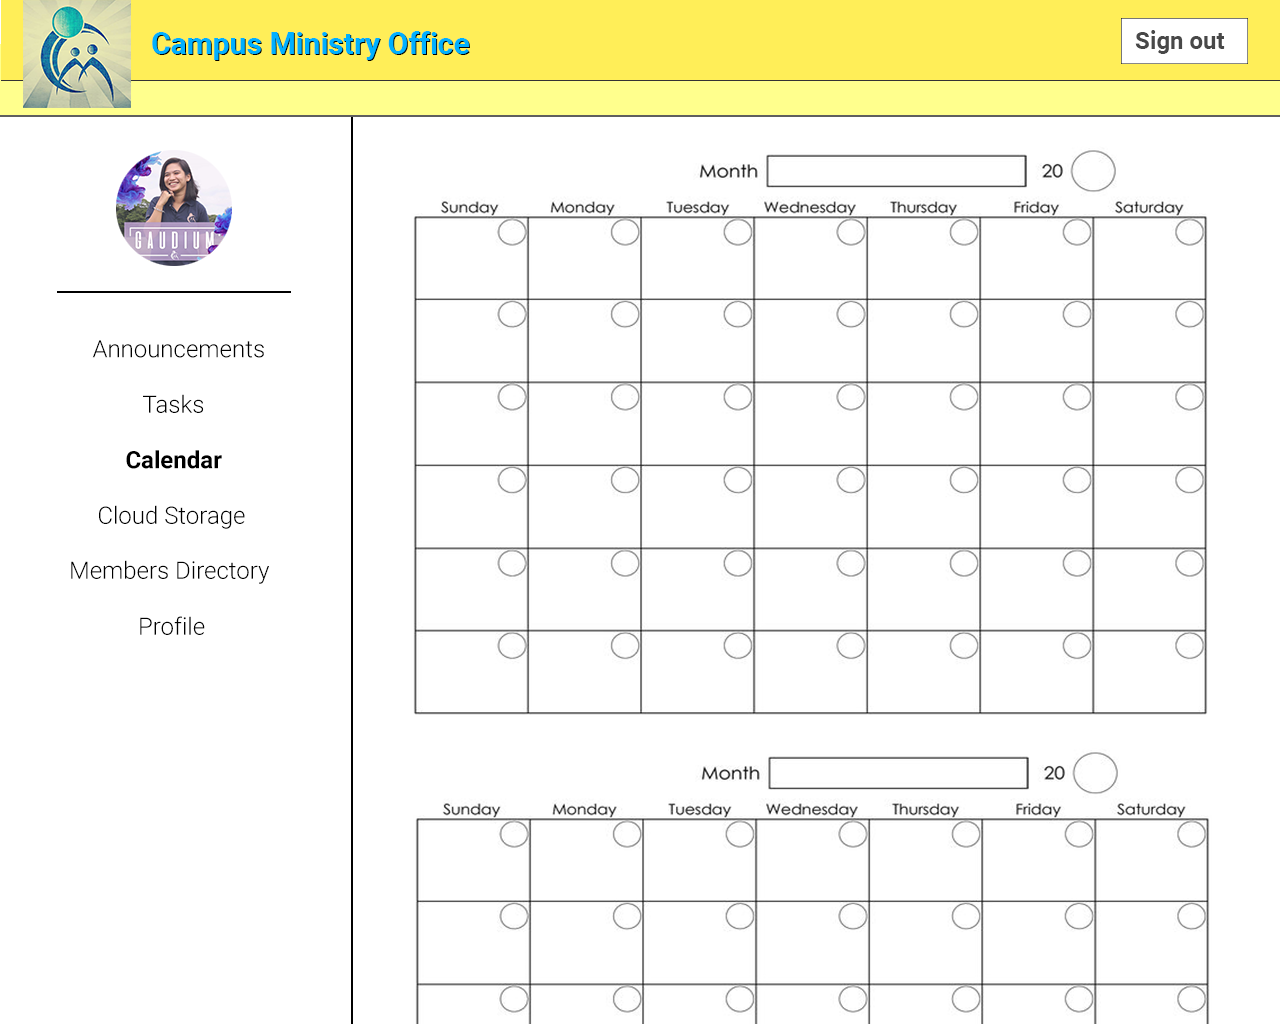 Campus Ministry Office
Sign out
GAUDIUM
Announcements
Tasks
Calendar
Cloud Storage
Members Directory
Profile
Month 20
Sunday Monday Tuesday Wednesday Thursday Friday Saturday
Month 20
Sunday Monday Tuesday Wednesday Thursday Friday Saturday